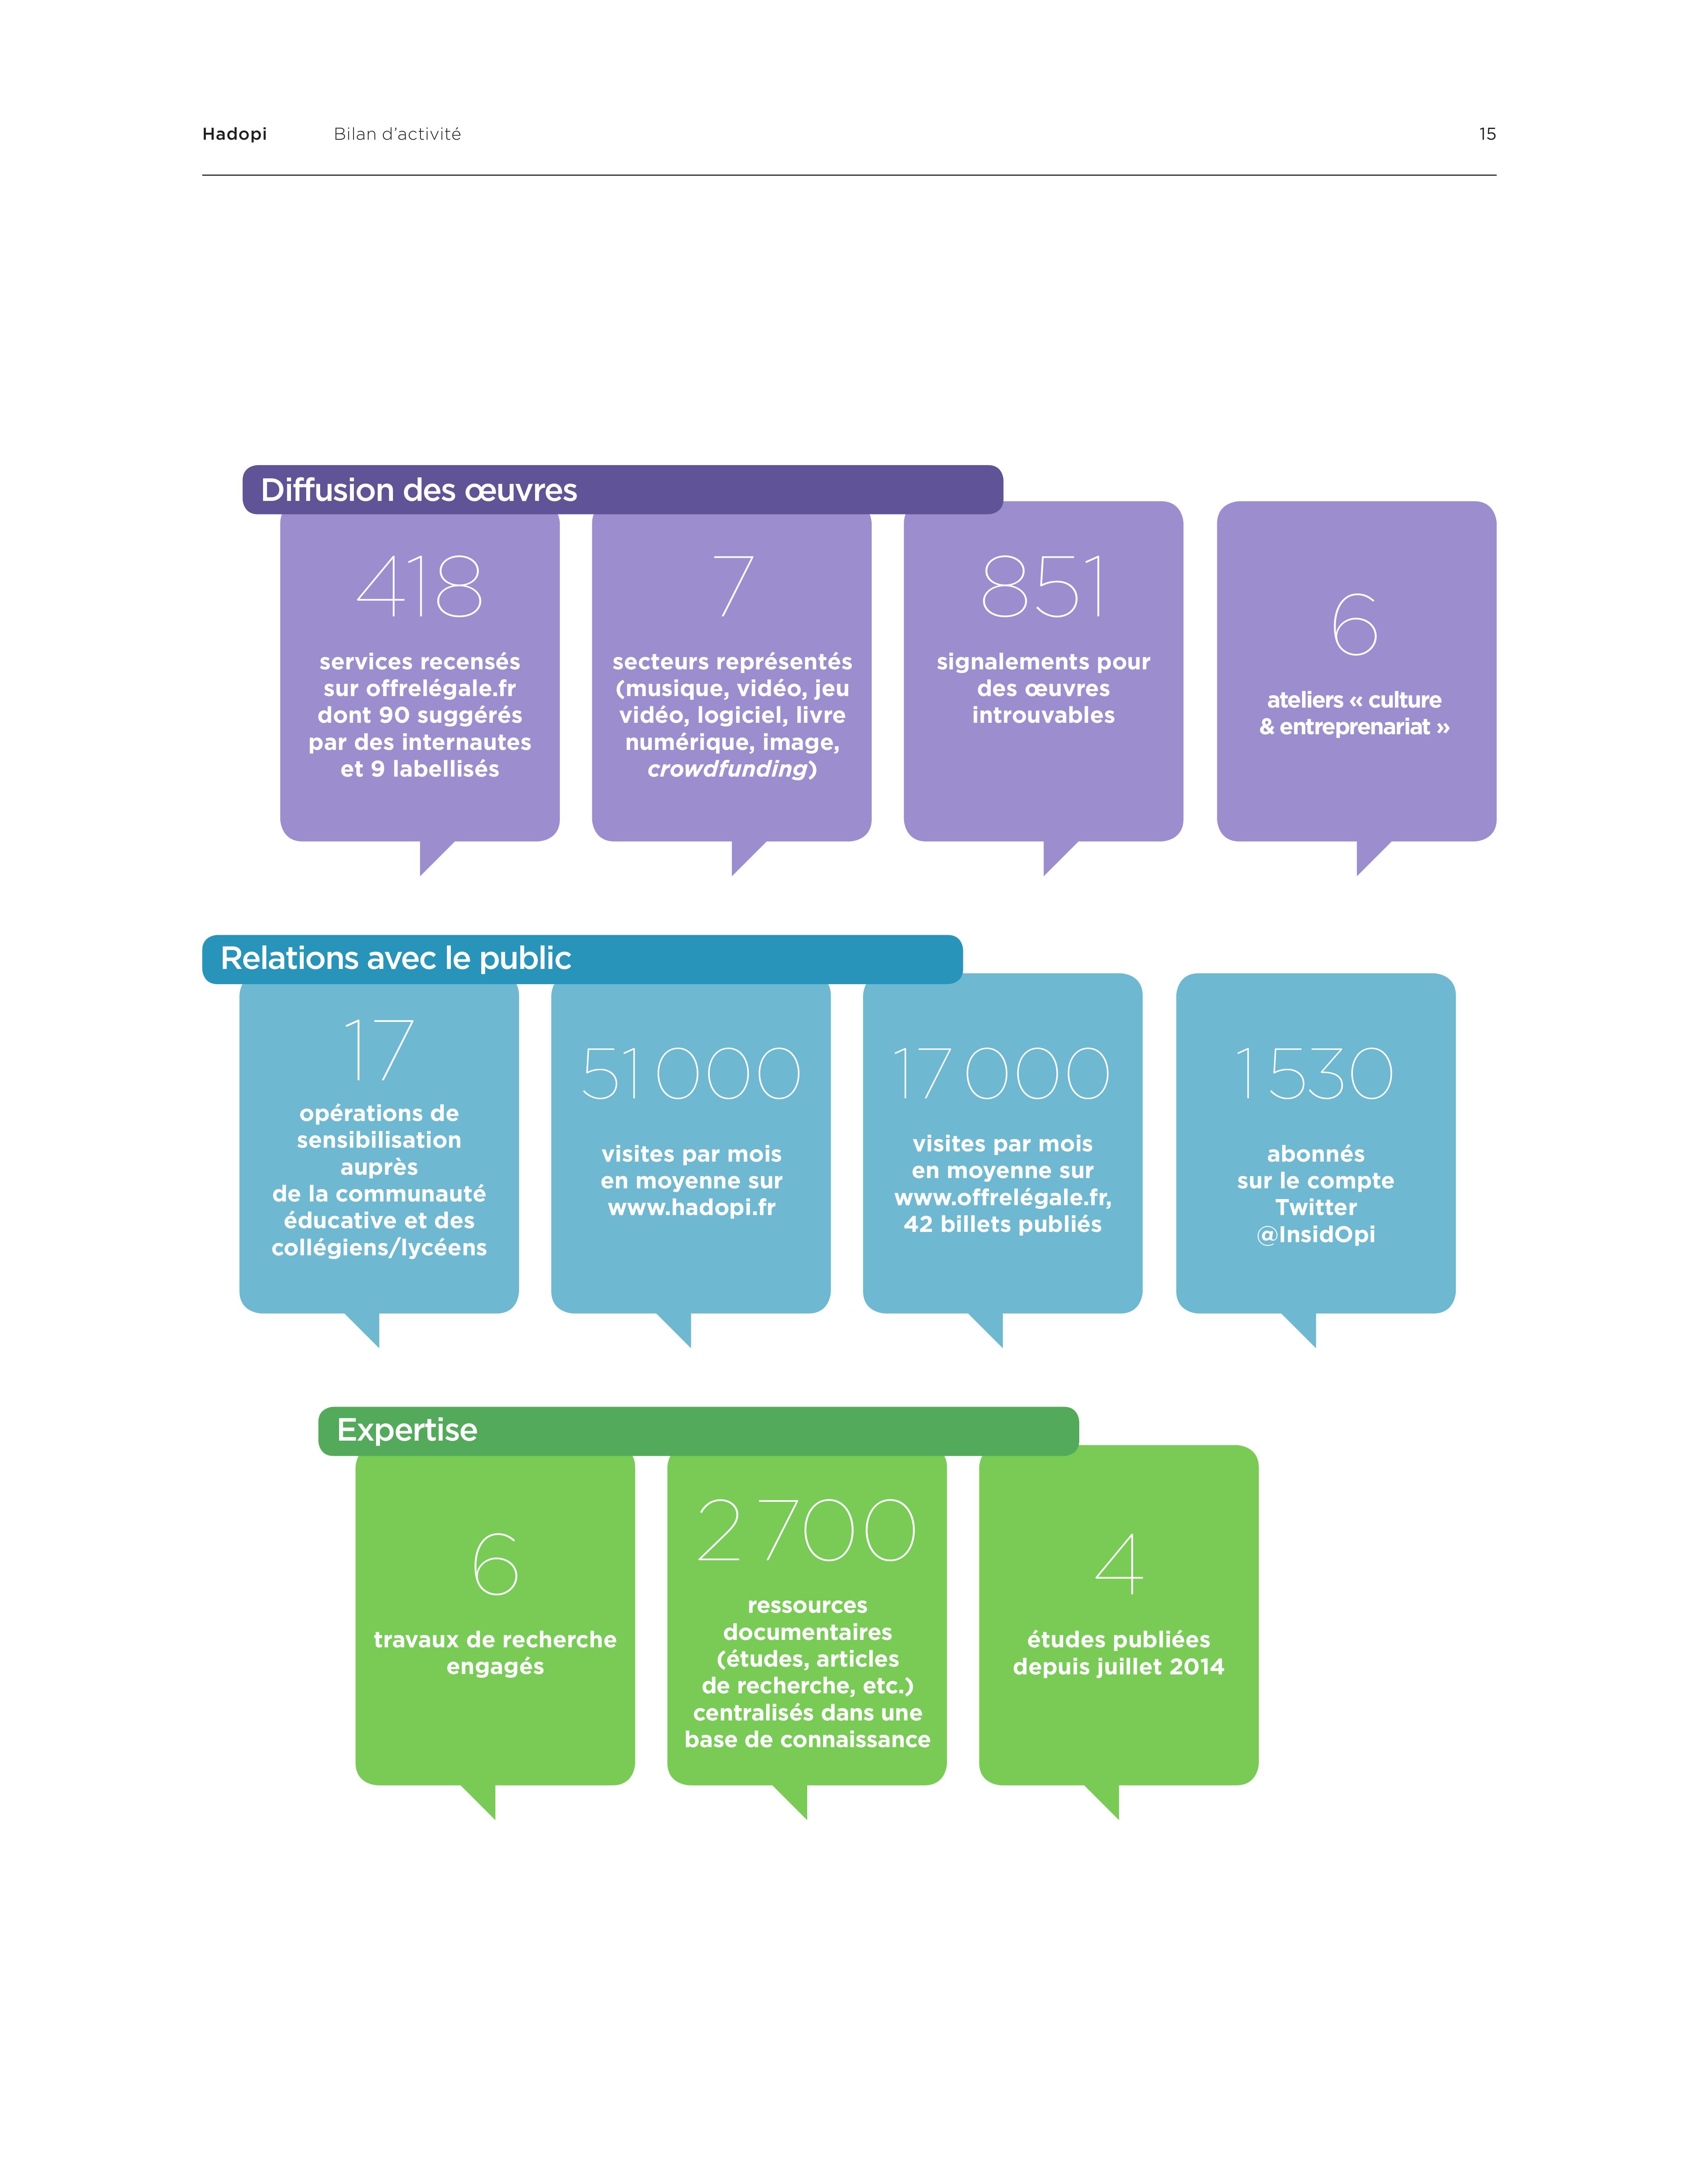 Hadopi Bilan d’activité 15
Diffusion des œuvres
418
services recensés
sur offrelégale.fr
dont 90 suggérés
par des internautes
et 9 labellisés
7
secteurs représentés
(musique, vidéo, jeu
vidéo, logiciel, livre
numérique, image,
crowdfunding)
851
signalements pour
des œuvres
introuvables
6
ateliers « culture
& entreprenariat »
Relations avec le public
17
opérations de
sensibilisation
auprès
de la communauté
éducative et des
collégiens/lycéens
51 000
visites par mois
en moyenne sur
www.hadopi.fr
17 000
visites par mois
en moyenne sur
www.offrelégale.fr,
42 billets publiés
1 530
abonnés
sur le compte
Twitter
@InsidOpi
Expertise
6
travaux de recherche
engagés
2 700
ressources
documentaires
(études, articles
de recherche, etc.)
centralisés dans une
base de connaissance
4
études publiées
depuis juillet 2014